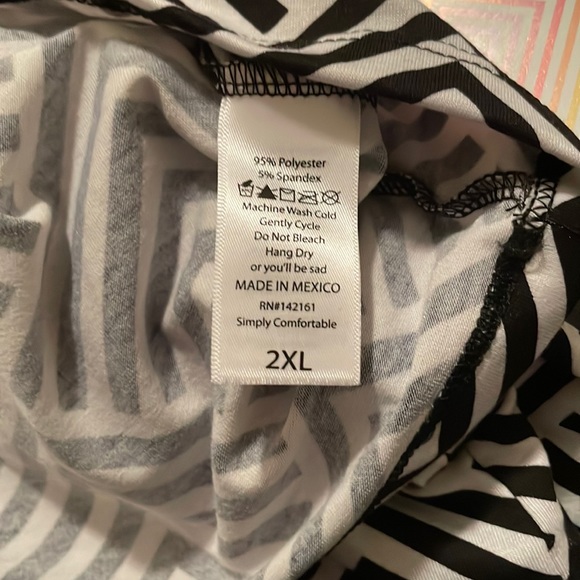 95% Polyester
5% Spandex
Machine Wash Cold
Gently Cycle
Do Not Bleach
Hang Dry
or you'll be sad
MADE IN MEXICO
RN#142161
Simply Comfortable
2XL